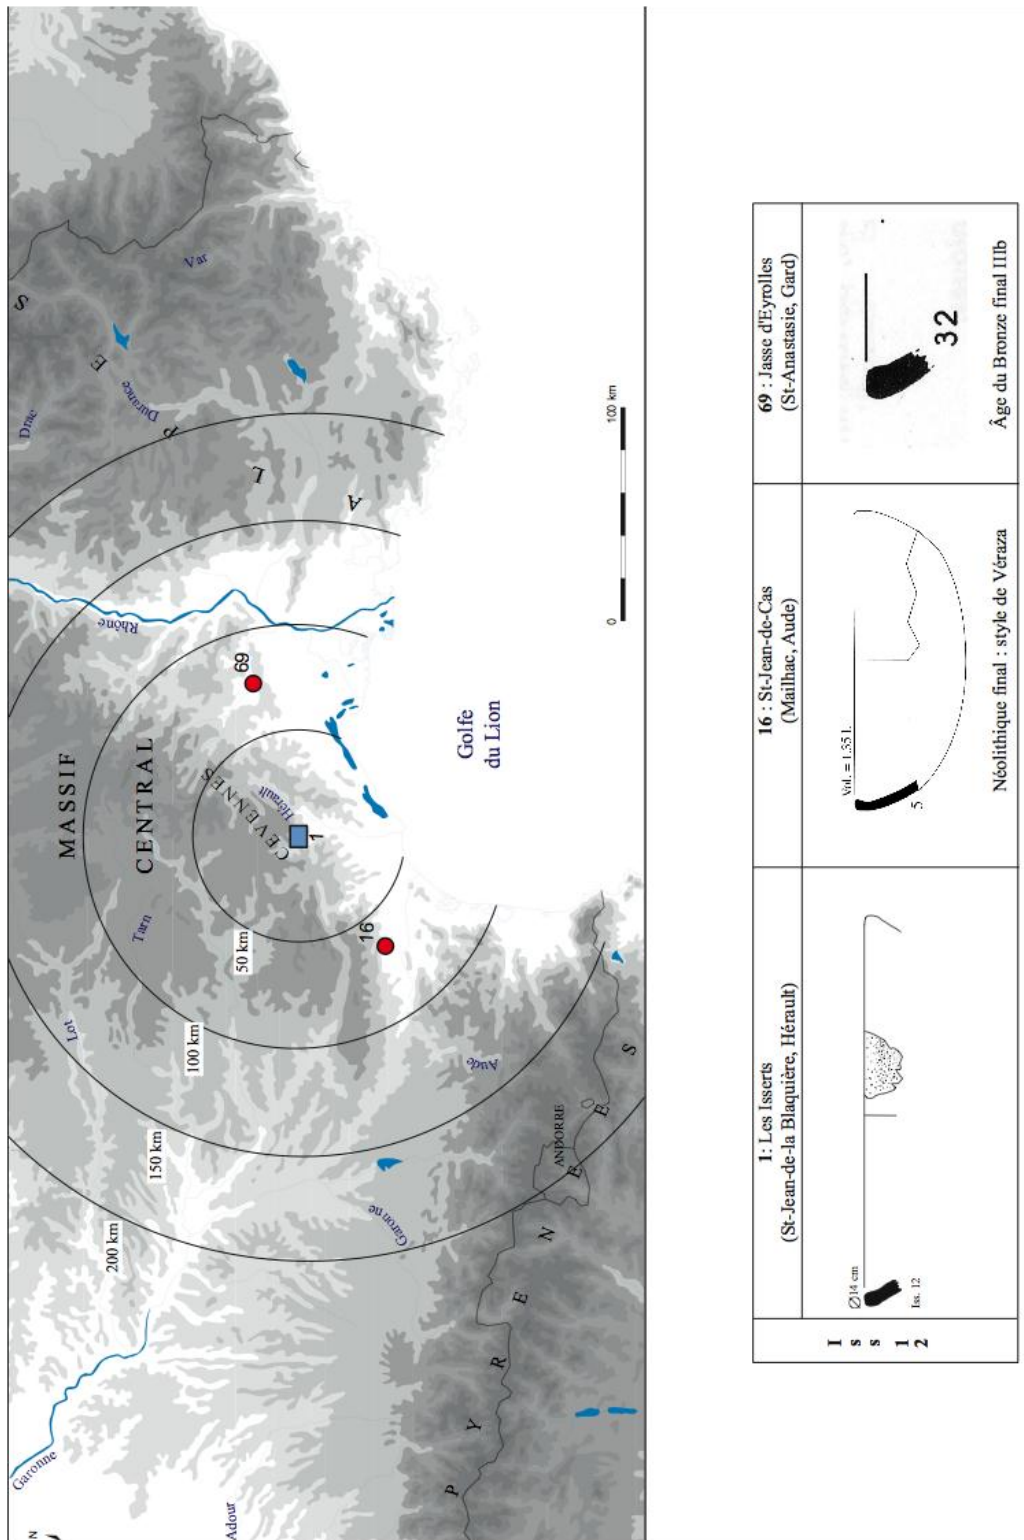 N
Garonne
Adour
200 km
150 km
100 km
50 km
Lot
Tarn
MASSIF
CENTRAL
CEVENNES
Hérault
1
16
69
Rhône
Drac
Durance
Var
ALPES
Garonne
Aude
ANDORRE
PYRENEES
Golfe
du Lion
0
100 km
I
s
s
1
2
1: Les Isserts
(St-Jean-de-la Blaquière, Hérault)
Ø14 cm
Iss. 12
16 : St-Jean-de-Cas
(Mailhac, Aude)
Vol. = 1.35 l.
5
Néolithique final : style de Véraza
69 : Jasse d'Eyrolles
(St-Anastasie, Gard)
32
Âge du Bronze final IIIb